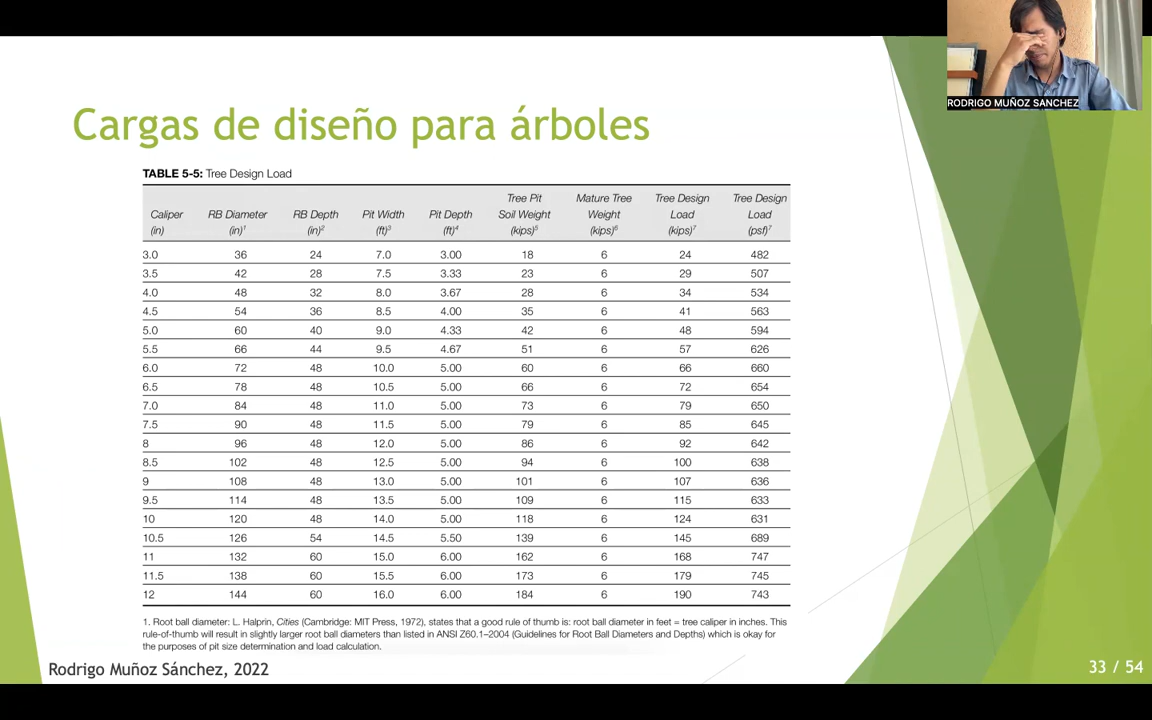 RODRIGO MUÑOZ SANCHEZ
Cargas de diseño para árboles
TABLE 5-5: Tree Design Load
Caliper (in) RB Diameter (in)¹ RB Depth (in)² Pit Width (ft)³ Pit Depth (ft)⁴ Tree Pit Soil Weight (kips)⁵ Mature Tree Weight (kips)⁶ Tree Design Load (kips)⁷ Tree Design Load (psf)⁷
3.0 36 24 7.0 3.00 18 6 24 482
3.5 42 28 7.5 3.33 23 6 29 507
4.0 48 32 8.0 3.67 28 6 34 534
4.5 54 36 8.5 4.00 35 6 41 563
5.0 60 40 9.0 4.33 42 6 48 594
5.5 66 44 9.5 4.67 51 6 57 626
6.0 72 48 10.0 5.00 60 6 66 660
6.5 78 48 10.5 5.00 66 6 72 654
7.0 84 48 11.0 5.00 73 6 79 650
7.5 90 48 11.5 5.00 79 6 85 645
8 96 48 12.0 5.00 86 6 92 642
8.5 102 48 12.5 5.00 94 6 100 638
9 108 48 13.0 5.00 101 6 107 636
9.5 114 48 13.5 5.00 109 6 115 633
10 120 48 14.0 5.00 118 6 124 631
10.5 126 54 14.5 5.50 139 6 145 689
11 132 60 15.0 6.00 162 6 168 747
11.5 138 60 15.5 6.00 173 6 179 745
12 144 60 16.0 6.00 184 6 190 743
1. Root ball diameter: L. Halprin, Cities (Cambridge: MIT Press, 1972), states that a good rule of thumb is: root ball diameter in feet = tree caliper in inches. This
rule-of-thumb will result in slightly larger root ball diameters than listed in ANSI Z60.1–2004 (Guidelines for Root Ball Diameters and Depths) which is okay for
the purposes of pit size determination and load calculation.
Rodrigo Muñoz Sánchez, 2022
33 / 54